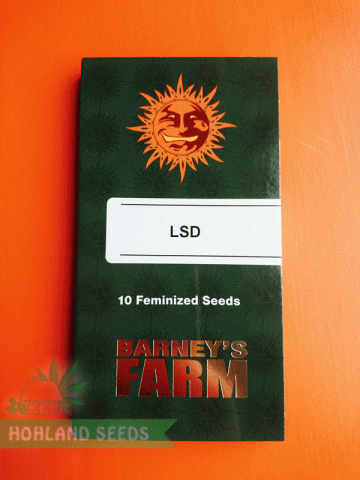 LSD
10 Feminized Seeds
BARNEY'S
FARM
HOHLAND SEEDS